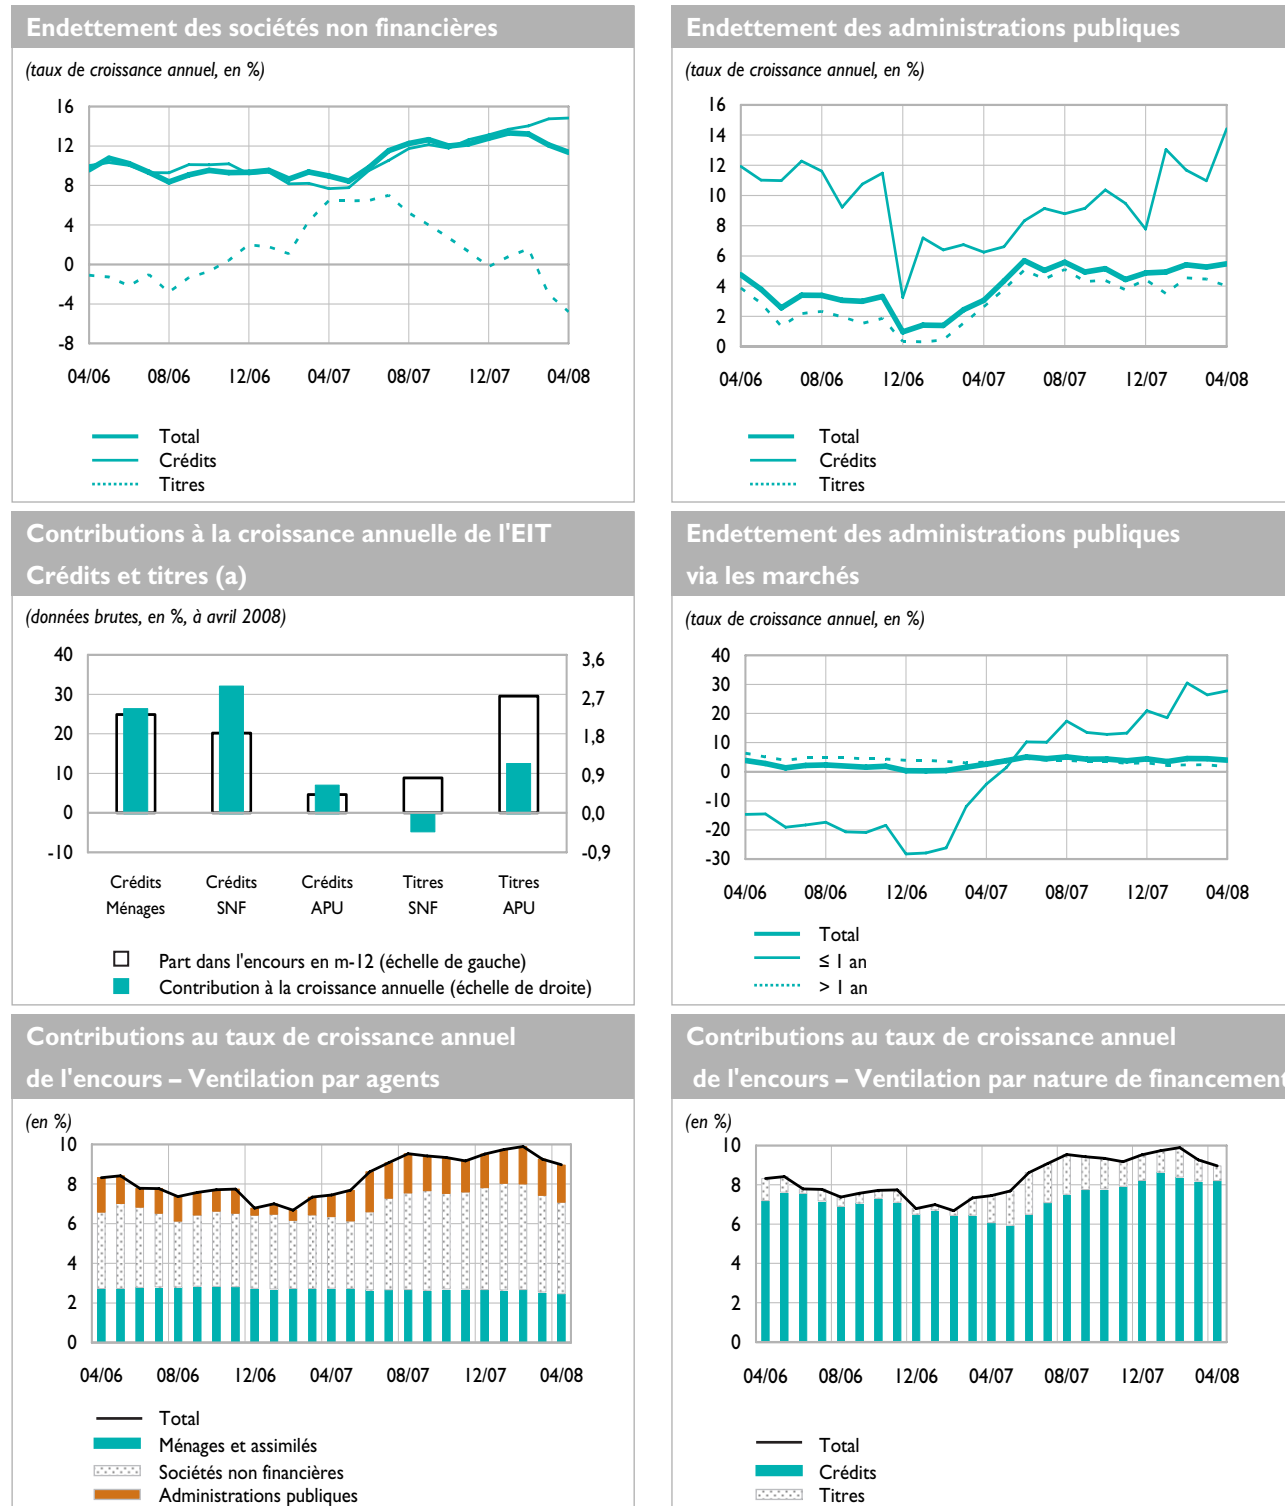 Endettement des sociétés non financières
(taux de croissance annuel, en %)
16
12
8
4
0
-4
-8
04/06 08/06 12/06 04/07 08/07 12/07 04/08
Total
Crédits
Titres
Endettement des administrations publiques
(taux de croissance annuel, en %)
16
14
12
10
8
6
4
2
0
04/06 08/06 12/06 04/07 08/07 12/07 04/08
Total
Crédits
Titres
Contributions à la croissance annuelle de l'EIT
Crédits et titres (a)
(données brutes, en %, à avril 2008)
40
30
20
10
0
-10
3,6
2,7
1,8
0,9
0,0
-0,9
Crédits Crédits Crédits Titres Titres
Ménages SNF APU SNF APU
Part dans l'encours en m-12 (échelle de gauche)
Contribution à la croissance annuelle (échelle de droite)
Endettement des administrations publiques
via les marchés
(taux de croissance annuel, en %)
40
30
20
10
0
-10
-20
-30
04/06 08/06 12/06 04/07 08/07 12/07 04/08
Total
≤ 1 an
> 1 an
Contributions au taux de croissance annuel
de l'encours – Ventilation par agents
(en %)
10
8
6
4
2
0
04/06 08/06 12/06 04/07 08/07 12/07 04/08
Total
Ménages et assimilés
Sociétés non financières
Administrations publiques
Contributions au taux de croissance annuel
de l'encours – Ventilation par nature de financement
(en %)
10
8
6
4
2
0
04/06 08/06 12/06 04/07 08/07 12/07 04/08
Total
Crédits
Titres